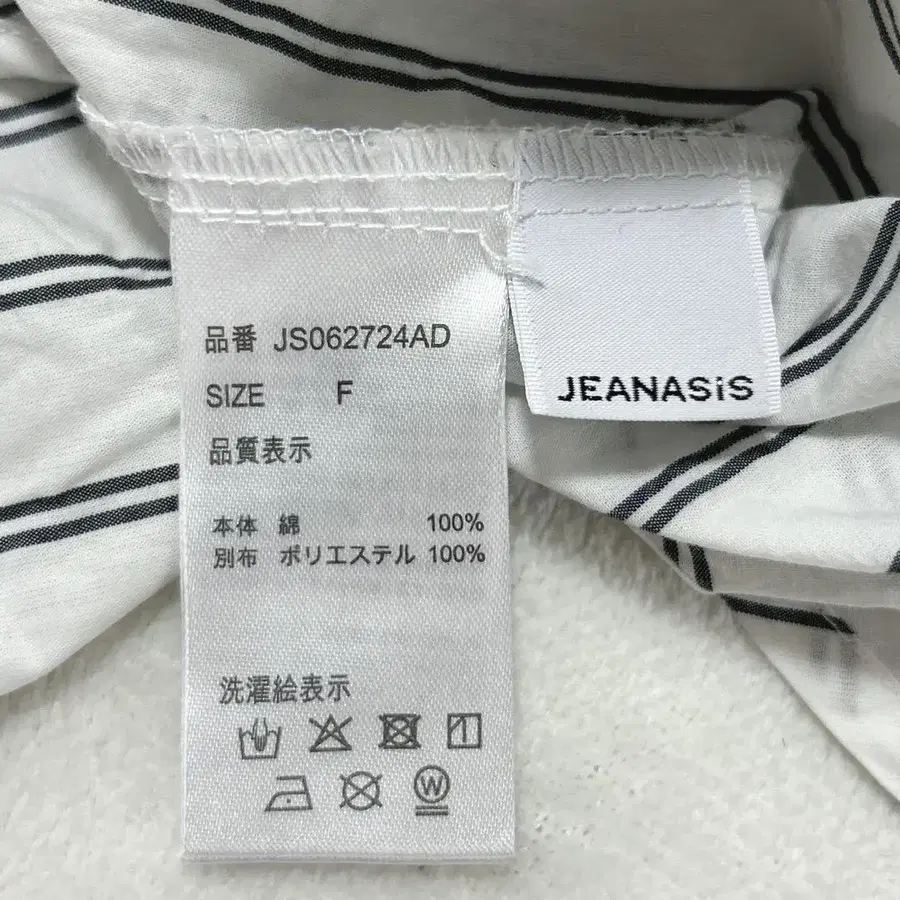 品番 JS062724AD
SIZE F
品質表示
本体 綿 100%
別布 ポリエステル 100%
洗濯絵表示
W
JEANASiS